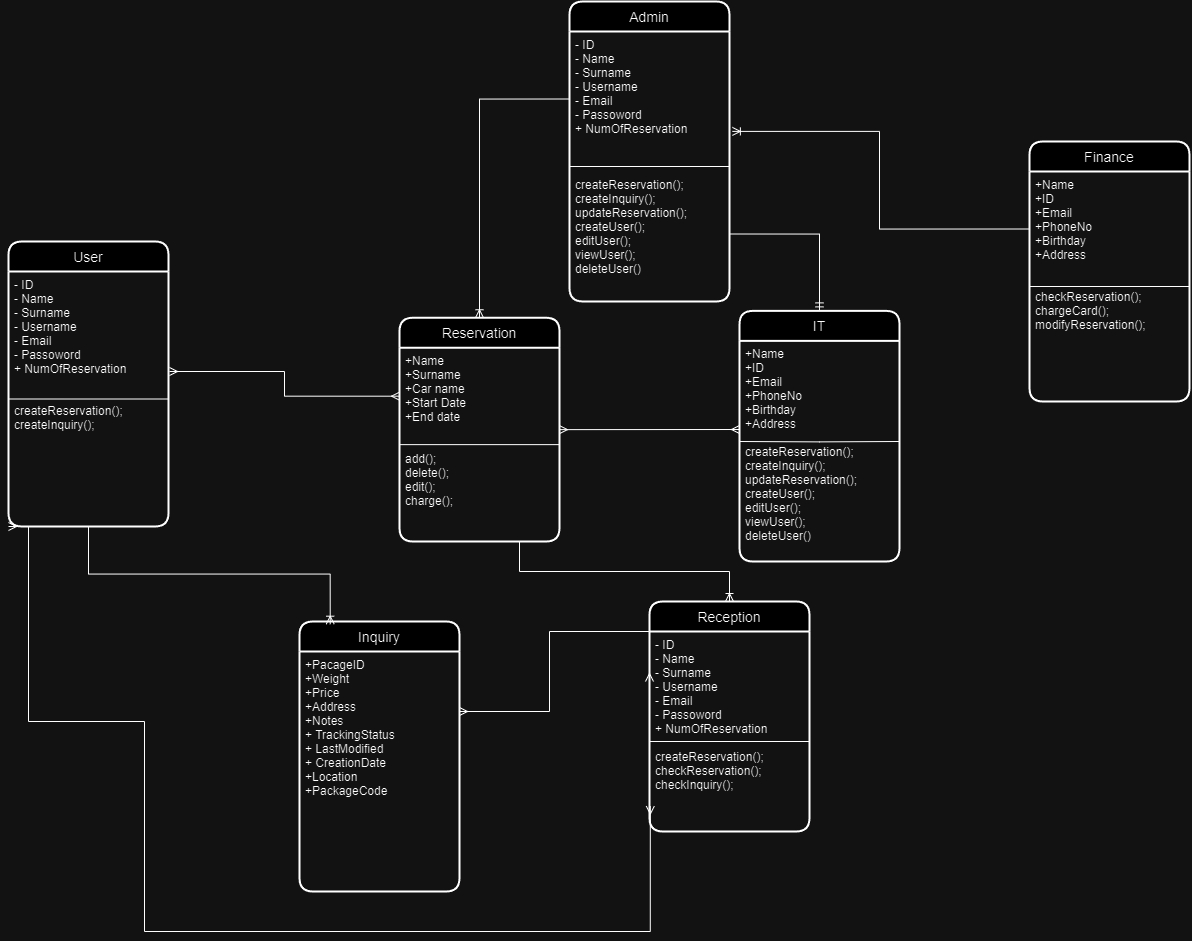 Admin
- ID
- Name
- Surname
- Username
- Email
- Passoword
+ NumOfReservation
createReservation();
createInquiry();
updateReservation();
createUser();
editUser();
viewUser();
deleteUser()
Finance
+Name
+ID
+Email
+PhoneNo
+Birthday
+Address
checkReservation();
chargeCard();
modifyReservation();
User
- ID
- Name
- Surname
- Username
- Email
- Passoword
+ NumOfReservation
createReservation();
createInquiry();
Reservation
+Name
+Surname
+Car name
+Start Date
+End date
add();
delete();
edit();
charge();
IT
+Name
+ID
+Email
+PhoneNo
+Birthday
+Address
createReservation();
createInquiry();
updateReservation();
createUser();
editUser();
viewUser();
deleteUser()
Inquiry
+PacageID
+Weight
+Price
+Address
+Notes
+ TrackingStatus
+ LastModified
+ CreationDate
+Location
+PackageCode
Reception
- ID
- Name
- Surname
- Username
- Email
- Passoword
+ NumOfReservation
createReservation();
checkReservation();
checkInquiry();